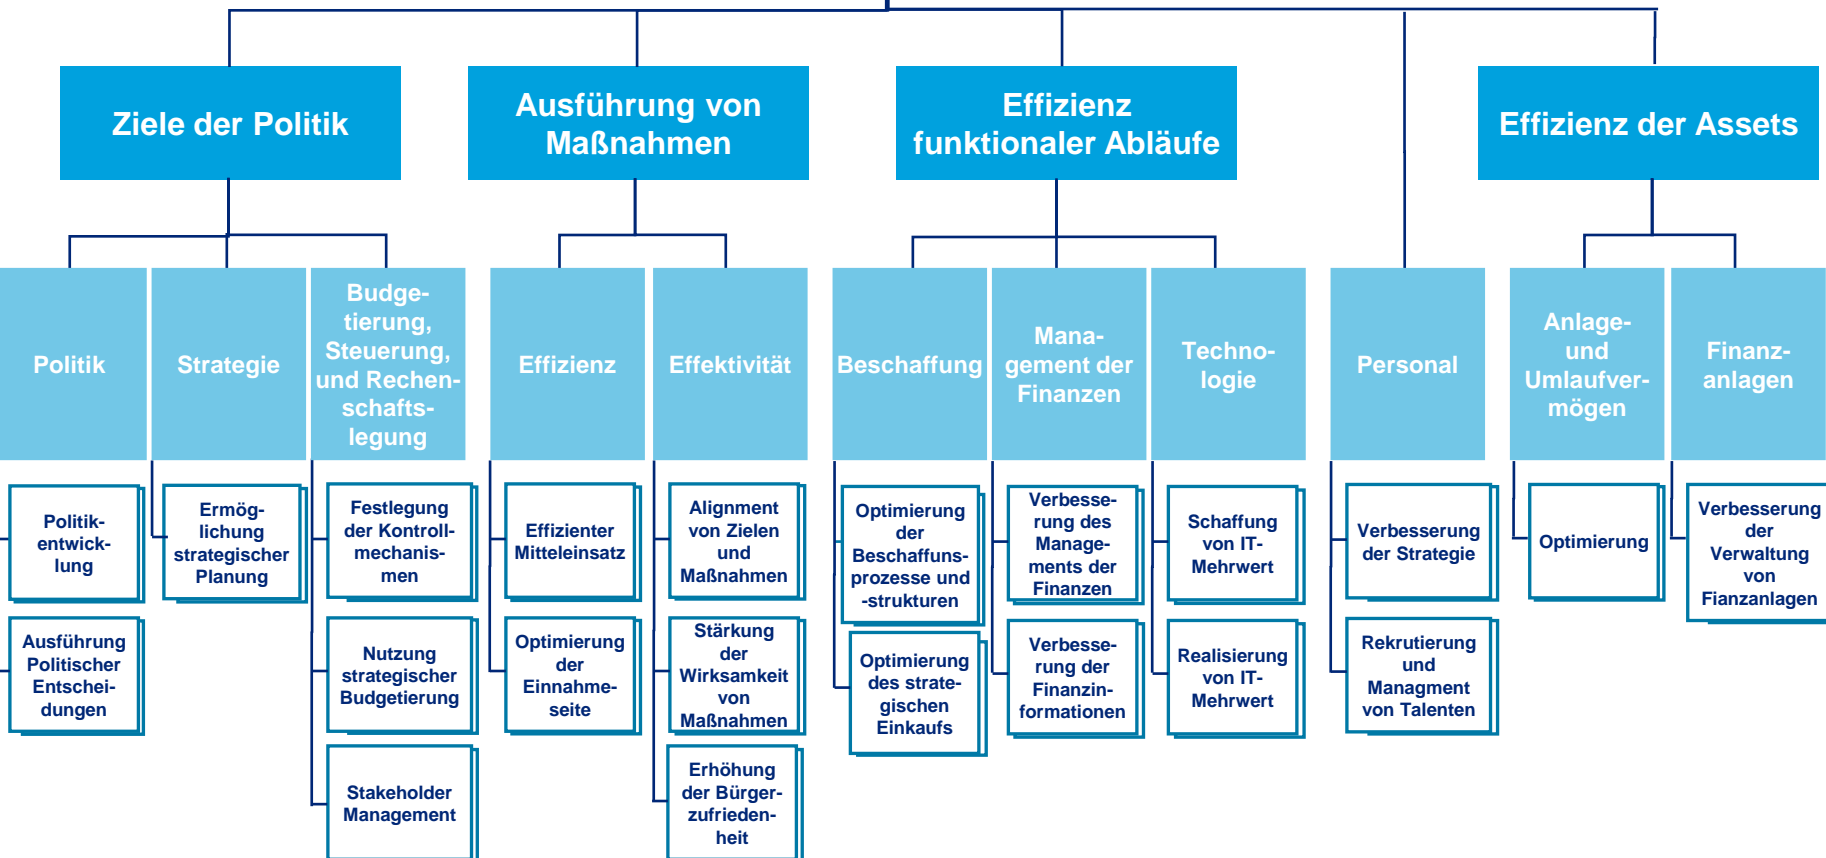 Ziele der Politik
Ausführung von
Maßnahmen
Effizienz
funktionaler Abläufe
Effizienz der Assets
Politik
Strategie
Budge-
tierung,
Steuerung,
und Rechen-
schafts-
legung
Effizienz
Effektivität
Beschaffung
Mana-
gement der
Finanzen
Techno-
logie
Personal
Anlage-
und
Umlaufver-
mögen
Finanz-
anlagen
Politik-
entwick-
lung
Ermög-
lichung
strategischer
Planung
Festlegung
der Kontroll-
mechanis-
men
Effizienter
Mitteleinsatz
Alignment
von Zielen
und
Maßnahmen
Optimierung
der
Beschaffuns-
prozesse und
-strukturen
Verbesse-
rung des
Manage-
ments der
Finanzen
Schaffung
von IT-
Mehrwert
Verbesserung
der Strategie
Optimierung
Verbesserung
der
Verwaltung
von
Fianzanlagen
Ausführung
Politischer
Entschei-
dungen
Nutzung
strategischer
Budgetierung
Optimierung
der
Einnahme-
seite
Stärkung
der
Wirksamkeit
von
Maßnahmen
Optimierung
des strate-
gischen
Einkaufs
Verbesse-
rung der
Finanzin-
formationen
Realisierung
von IT-
Mehrwert
Rekrutierung
und
Managment
von Talenten
Stakeholder
Management
Erhöhung
der Bürger-
zufrieden-
heit